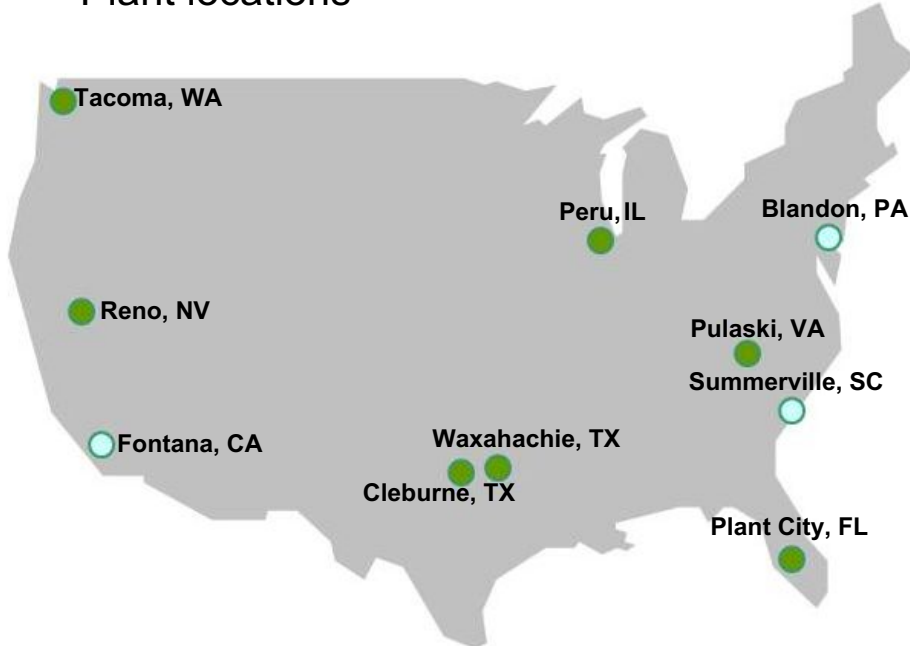 Plant locations
Tacoma, WA
Peru, IL
Blandon, PA
Reno, NV
Pulaski, VA
Summerville, SC
Fontana, CA
Waxahachie, TX
Cleburne, TX
Plant City, FL